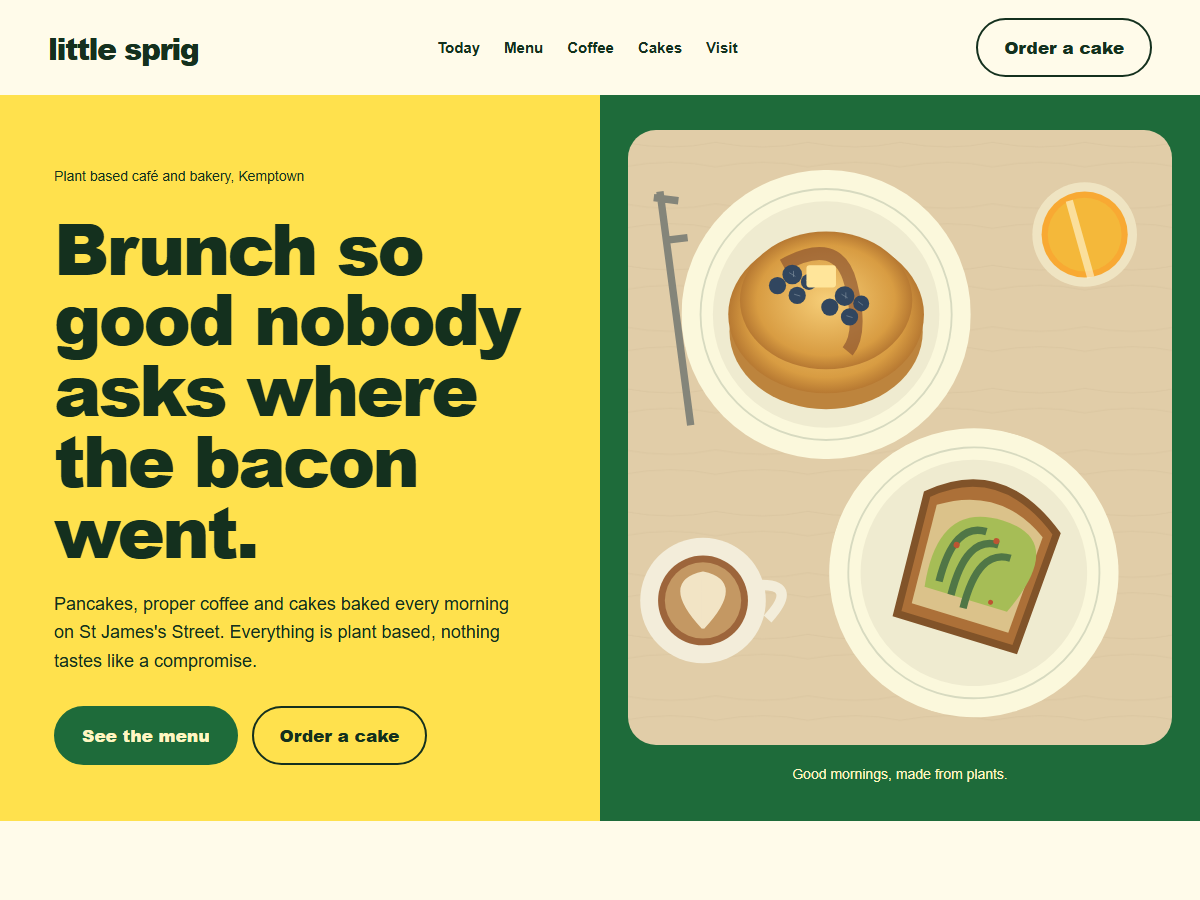 little sprig
Today Menu Coffee Cakes Visit
Order a cake
Plant based café and bakery, Kemptown
Brunch so
good nobody
asks where
the bacon
went.
Pancakes, proper coffee and cakes baked every morning
on St James's Street. Everything is plant based, nothing
tastes like a compromise.
See the menu
Order a cake
Good mornings, made from plants.